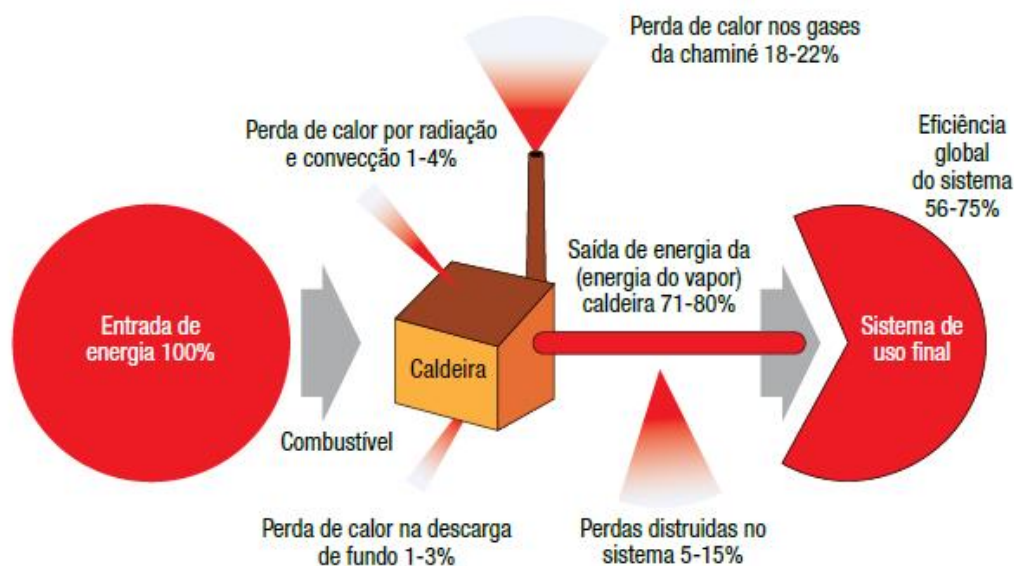 Perda de calor nos gases
da chaminé 18-22%
Perda de calor por radiação
e convecção 1-4%
Eficiência
global
do sistema
56-75%
Saída de energia da
(energia do vapor)
caldeira 71-80%
Entrada de
energia 100%
Caldeira
Sistema de
uso final
Combustível
Perda de calor na descarga
de fundo 1-3%
Perdas distruidas no
sistema 5-15%